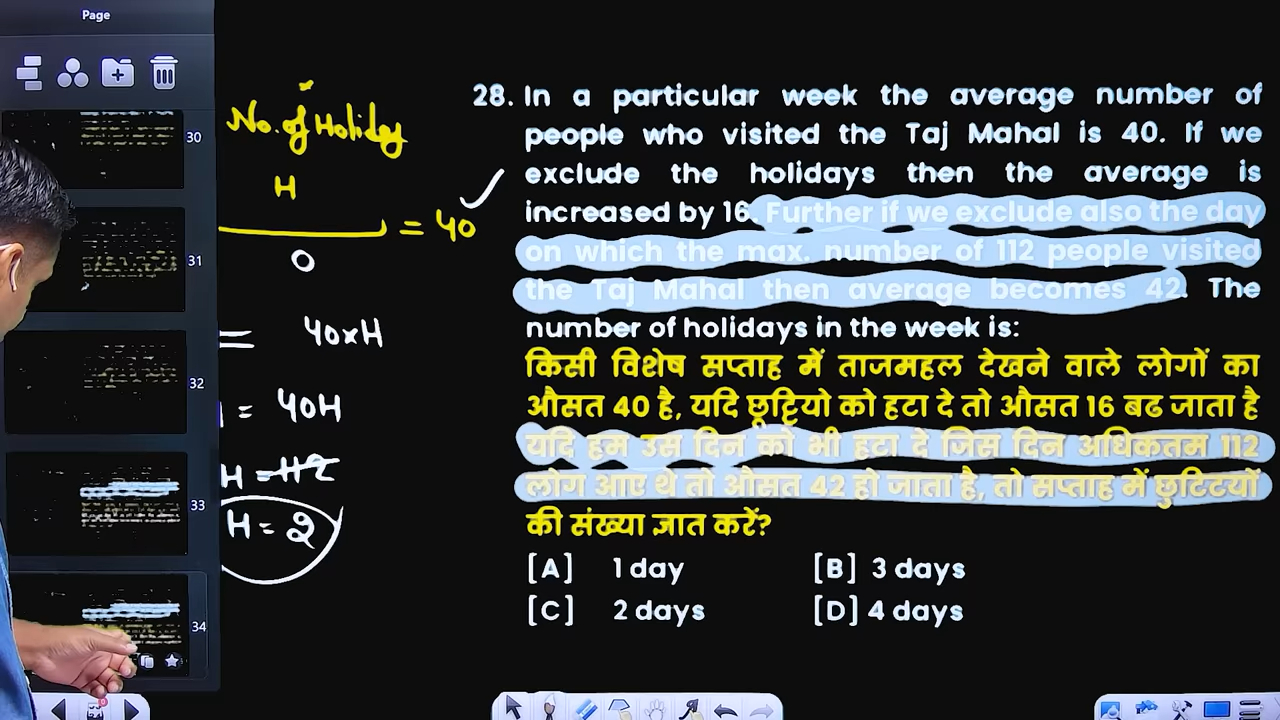 Page
30
31
32
33
34
No. of Holiday
H
= 40
0
= 40xH
= 40H
H = 112
H = 2
28. In a particular week the average number of
people who visited the Taj Mahal is 40. If we
exclude the holidays then the average is
increased by 16. Further if we exclude also the day
on which the max. number of 112 people visited
the Taj Mahal then average becomes 42. The
number of holidays in the week is:
किसी विशेष सप्ताह में ताजमहल देखने वाले लोगों का
औसत 40 है, यदि छूट्टियो को हटा दे तो औसत 16 बढ जाता है
यदि हम उस दिन को भी हटा दे जिस दिन अधिकतम 112
लोग आए थे तो औसत 42 हो जाता है, तो सप्ताह में छुटिटयों
की संख्या ज्ञात करें?
[A] 1 day [B] 3 days
[C] 2 days [D] 4 days